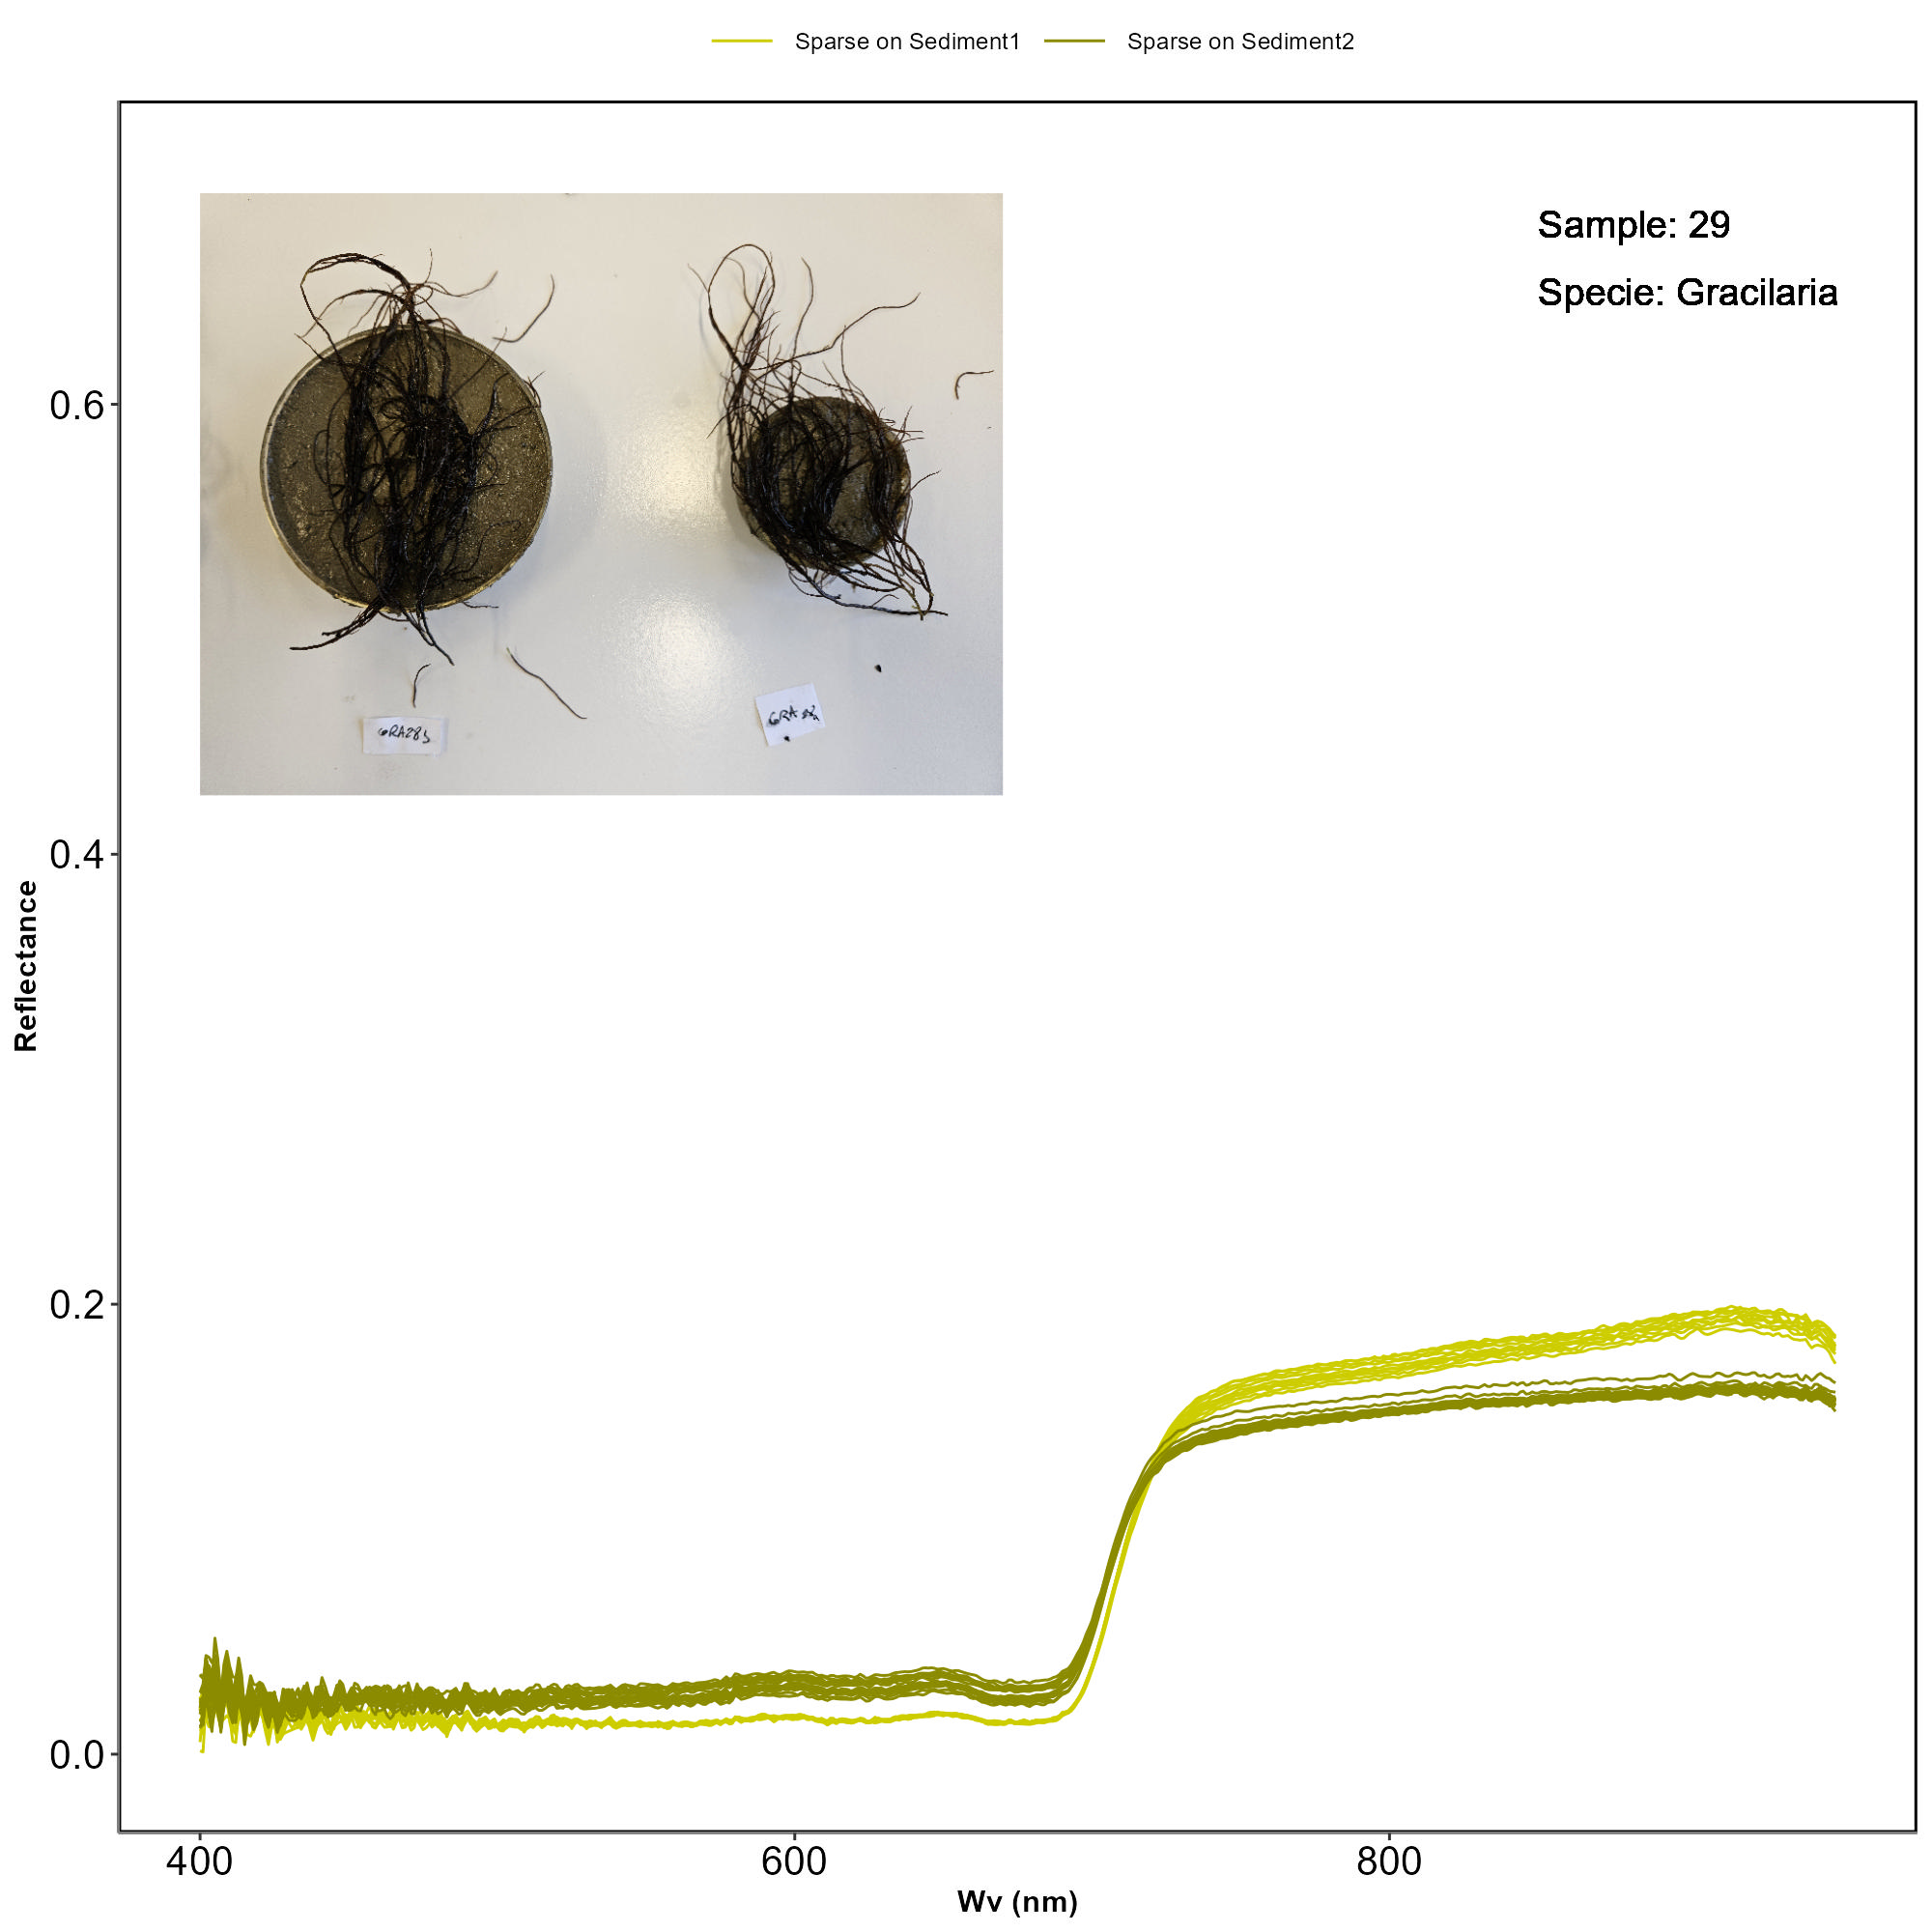 Sparse on Sediment1 Sparse on Sediment2
Sample: 29
Specie: Gracilaria
0.6
0.4
0.2
0.0
Reflectance
400 600 800
Wv (nm)